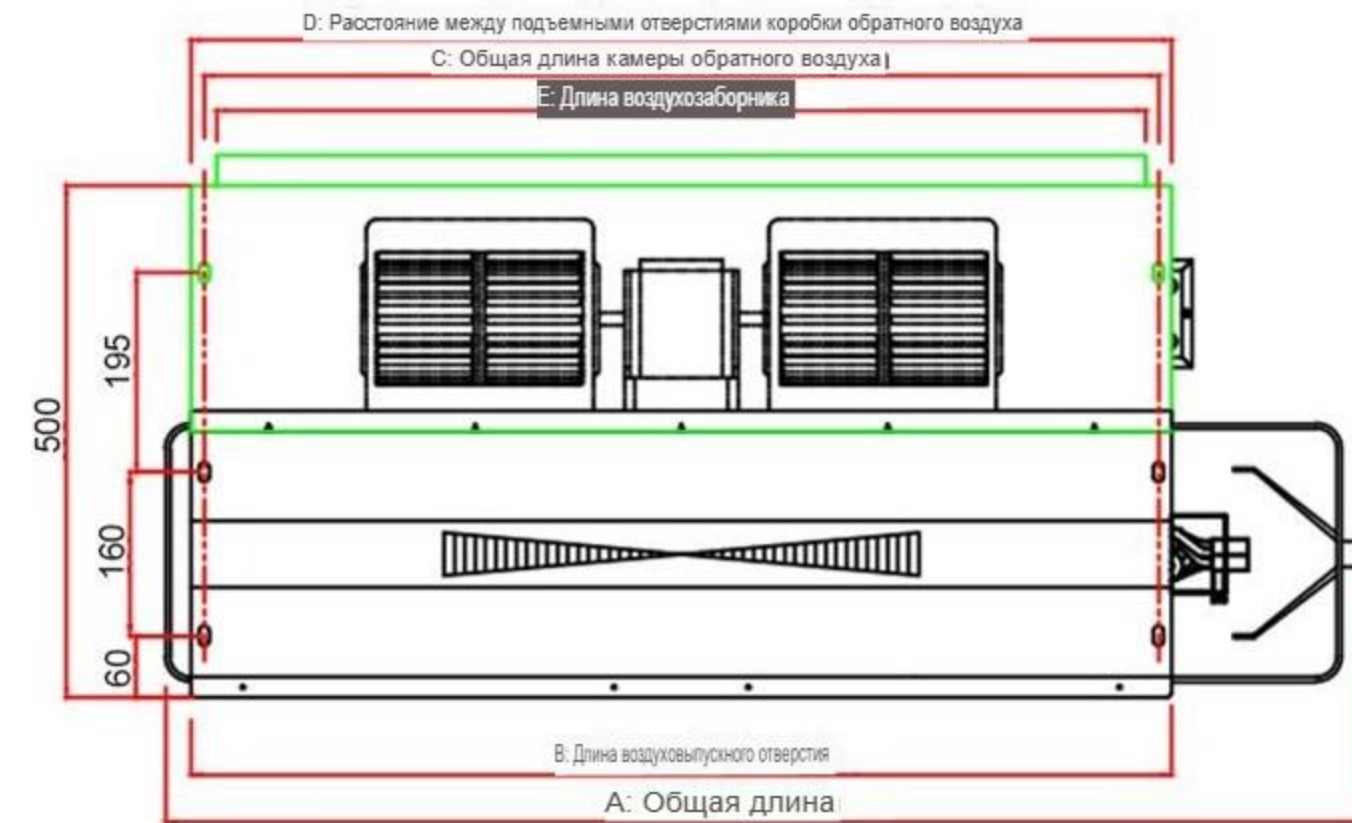 D: Расстояние между подъемными отверстиями коробки обратного воздуха
C: Общая длина камеры обратного воздуха
E: Длина воздухозаборника
195
500
160
60
B: Длина воздуховыпускного отверстия
A: Общая длина